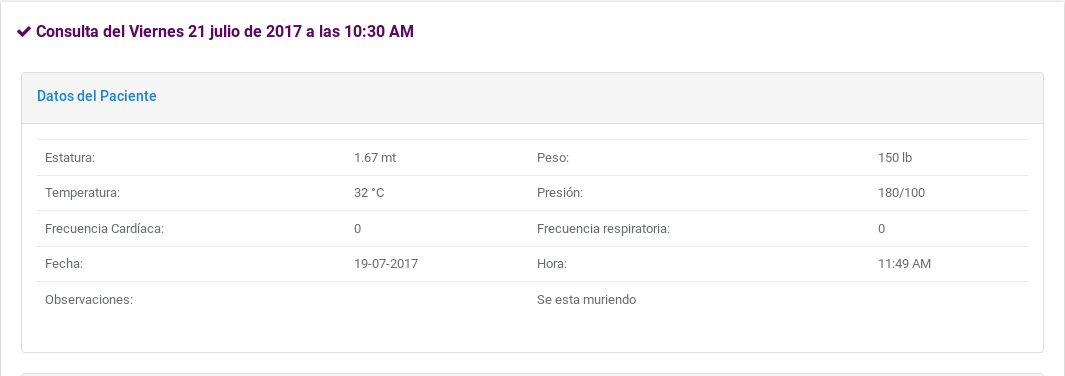 Consulta del Viernes 21 julio de 2017 a las 10:30 AM
Datos del Paciente
Estatura: 1.67 mt Peso: 150 lb
Temperatura: 32 °C Presión: 180/100
Frecuencia Cardíaca: 0 Frecuencia respiratoria: 0
Fecha: 19-07-2017 Hora: 11:49 AM
Observaciones: Se esta muriendo